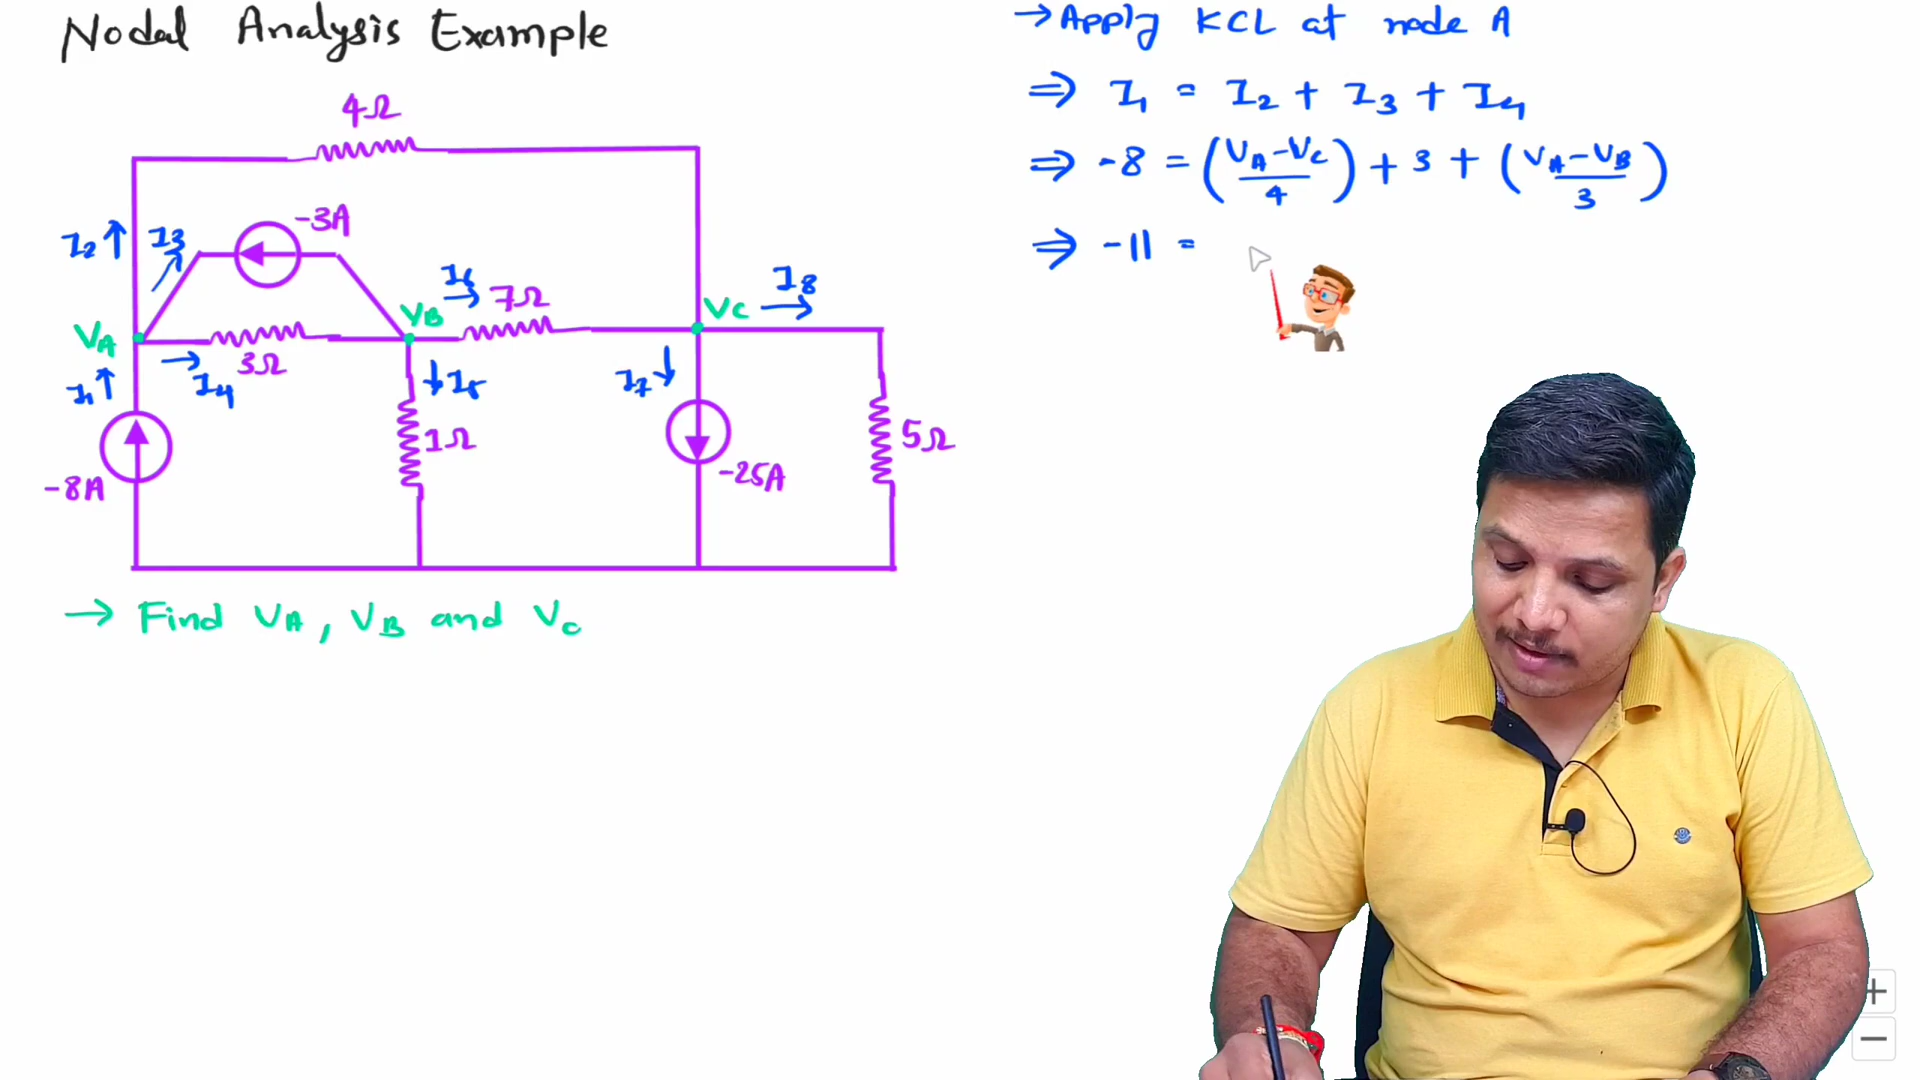 Nodal Analysis Example
4Ω
-3A
I2 ↑
I3
I6
→
7Ω
VA
VB
VC
I8
→
3Ω
→ I4
I1 ↑
↓ I5
I7 ↓
1Ω
5Ω
-8A
-25A
→ Find VA, VB and VC
→ Apply KCL at node A
⇒ I1 = I2 + I3 + I4
⇒ -8 = (VA-VC/4) + 3 + (VA-VB/3)
⇒ -11 =